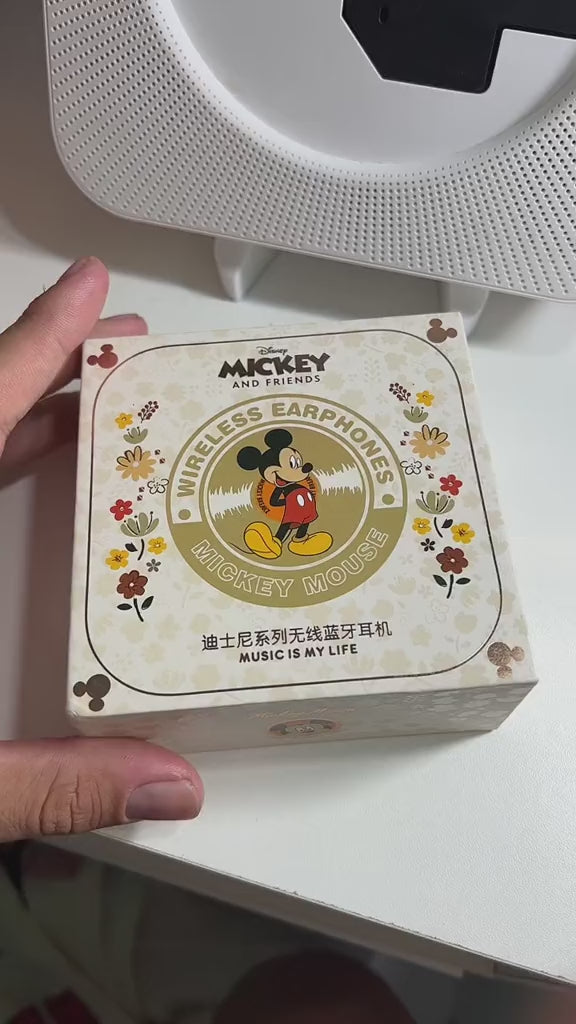 Disney
MICKEY
AND FRIENDS
WIRELESS EARPHONES
MICKEY MOUSE
迪士尼系列无线蓝牙耳机
MUSIC IS MY LIFE